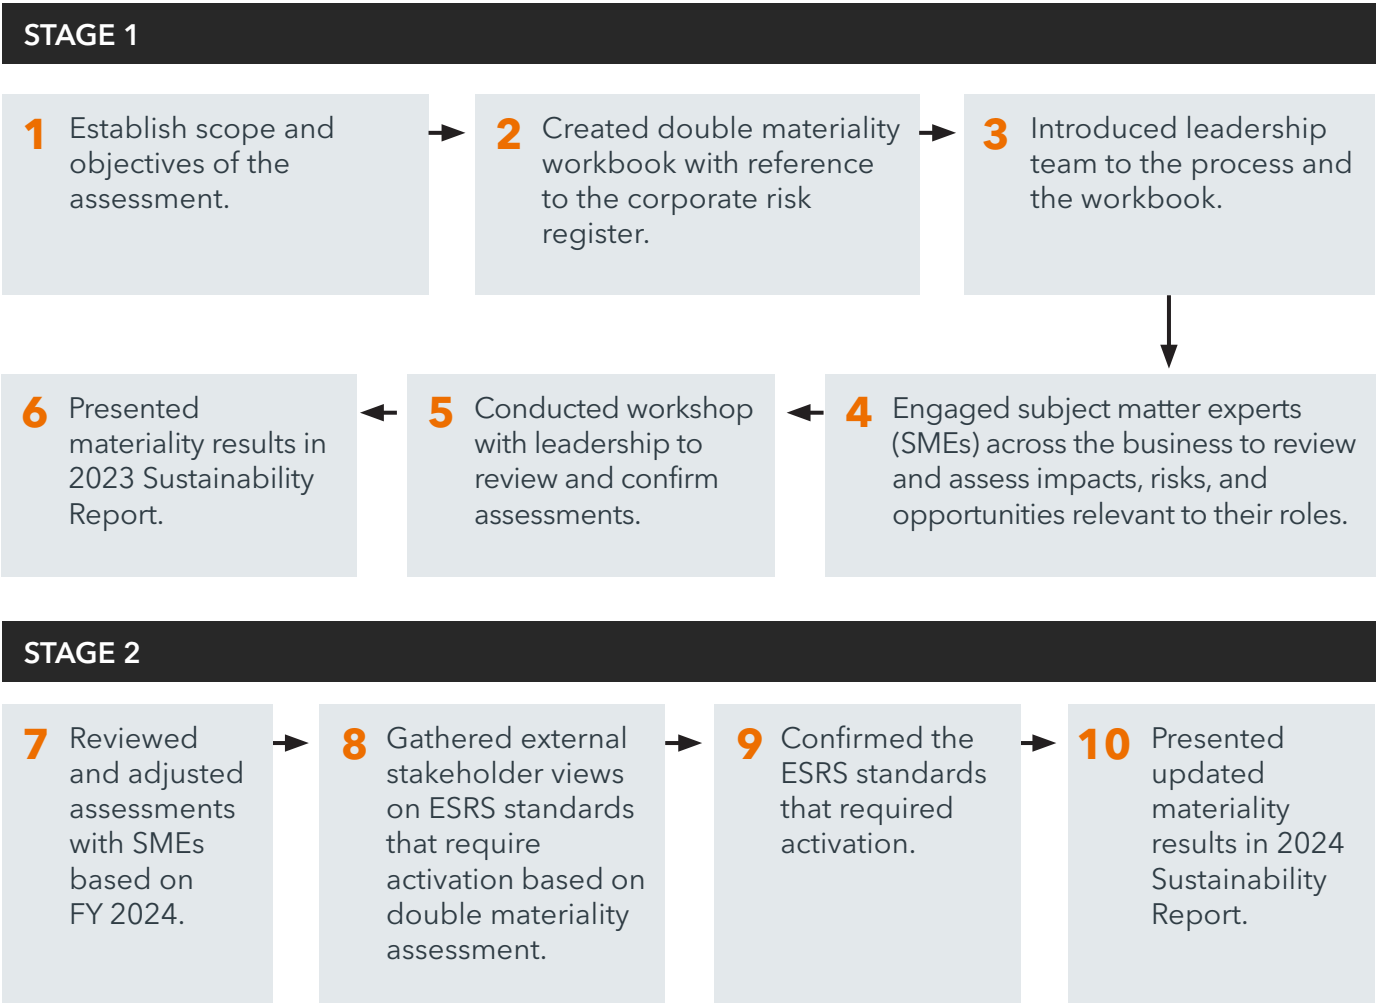 STAGE 1
1 Establish scope and
objectives of the
assessment.
2 Created double materiality
workbook with reference
to the corporate risk
register.
3 Introduced leadership
team to the process and
the workbook.
4 Engaged subject matter experts
(SMEs) across the business to review
and assess impacts, risks, and
opportunities relevant to their roles.
5 Conducted workshop
with leadership to
review and confirm
assessments.
6 Presented
materiality results in
2023 Sustainability
Report.
STAGE 2
7 Reviewed
and adjusted
assessments
with SMEs
based on
FY 2024.
8 Gathered external
stakeholder views
on ESRS standards
that require
activation based on
double materiality
assessment.
9 Confirmed the
ESRS standards
that required
activation.
10 Presented
updated
materiality
results in 2024
Sustainability
Report.